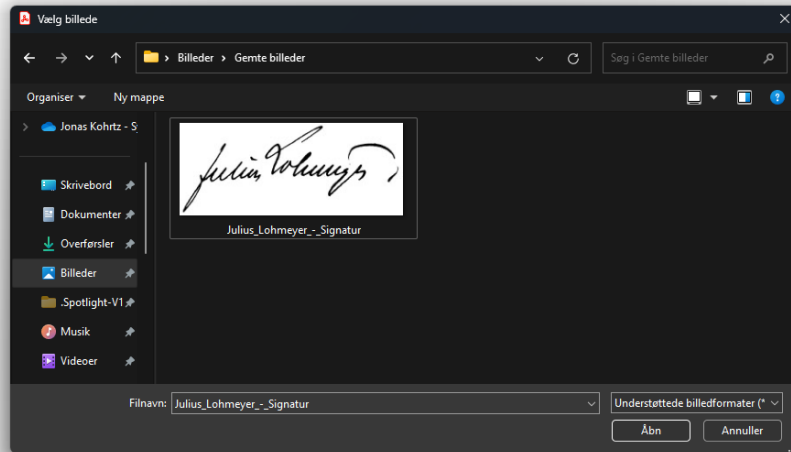 Vælg billede
Billeder > Gemte billeder
Søg i Gemte billeder
Organiser
Ny mappe
Jonas Kohrtz - S
Skrivebord
Dokumenter
Overførsler
Billeder
.Spotlight-V1
Musik
Videoer
Julius Lohmeyer
Julius_Lohmeyer_-_Signatur
Filnavn: Julius_Lohmeyer_-_Signatur
Understøttede billedformater (*
Åbn
Annuller